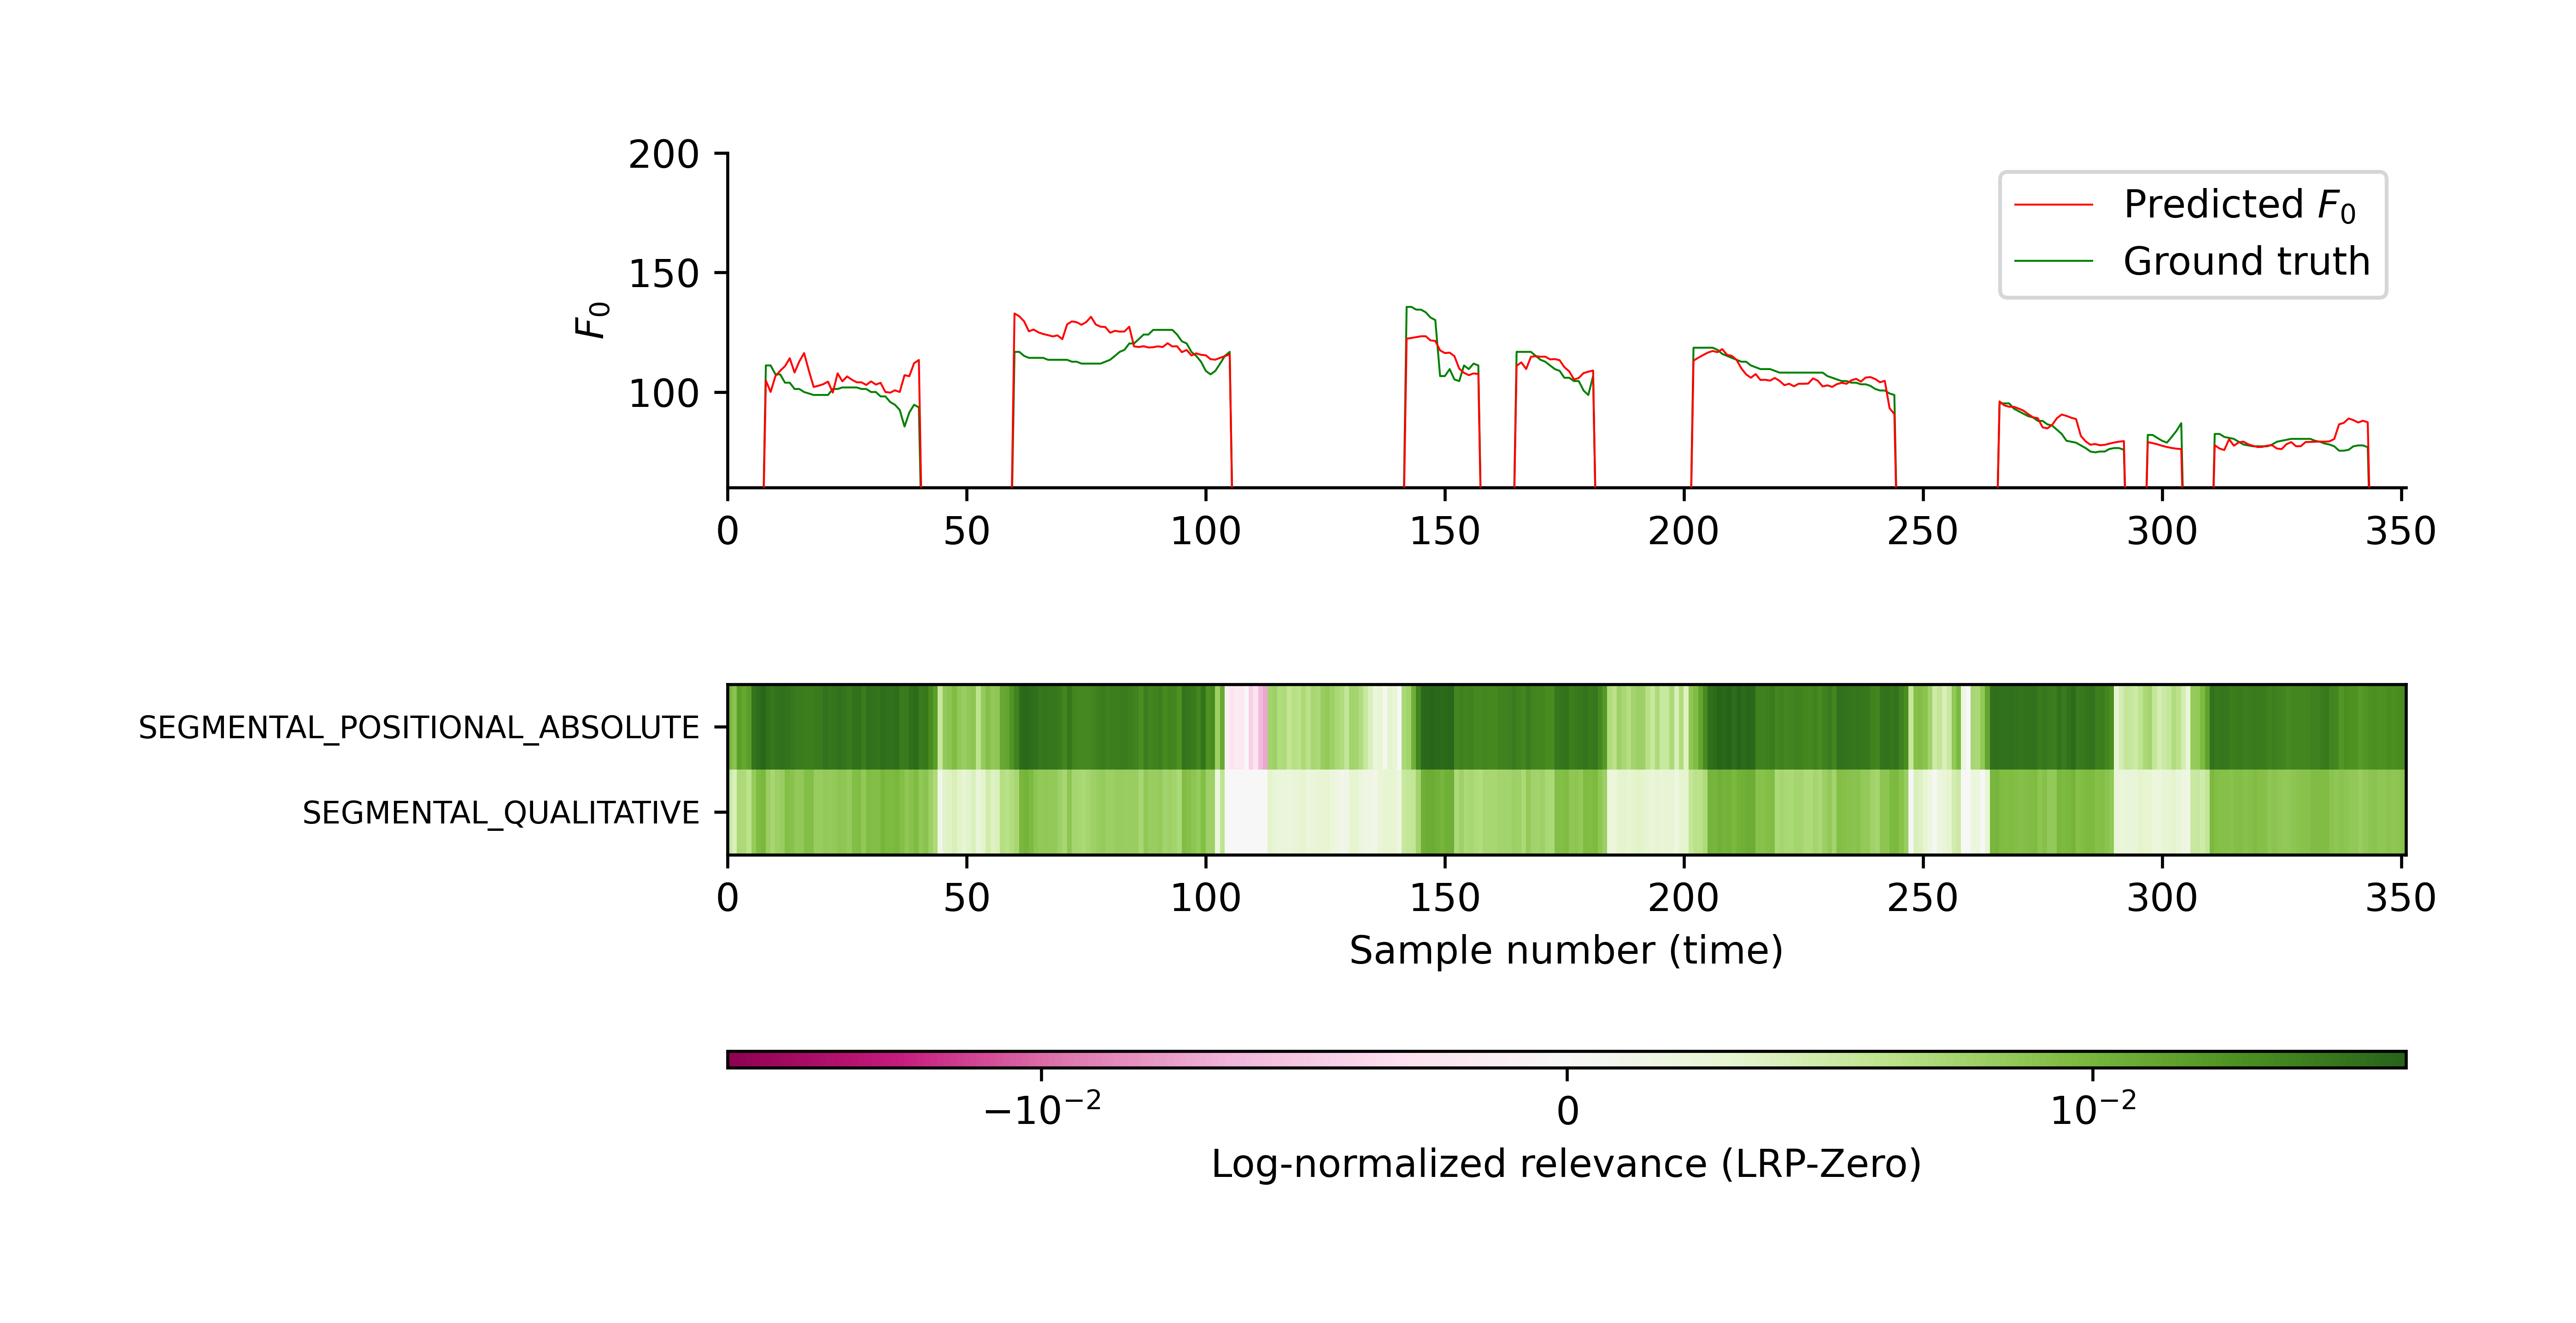 200
150
100
F₀
Predicted F₀
Ground truth
0 50 100 150 200 250 300 350
SEGMENTAL_POSITIONAL_ABSOLUTE
SEGMENTAL_QUALITATIVE
0 50 100 150 200 250 300 350
Sample number (time)
−10⁻² 0 10⁻²
Log-normalized relevance (LRP-Zero)